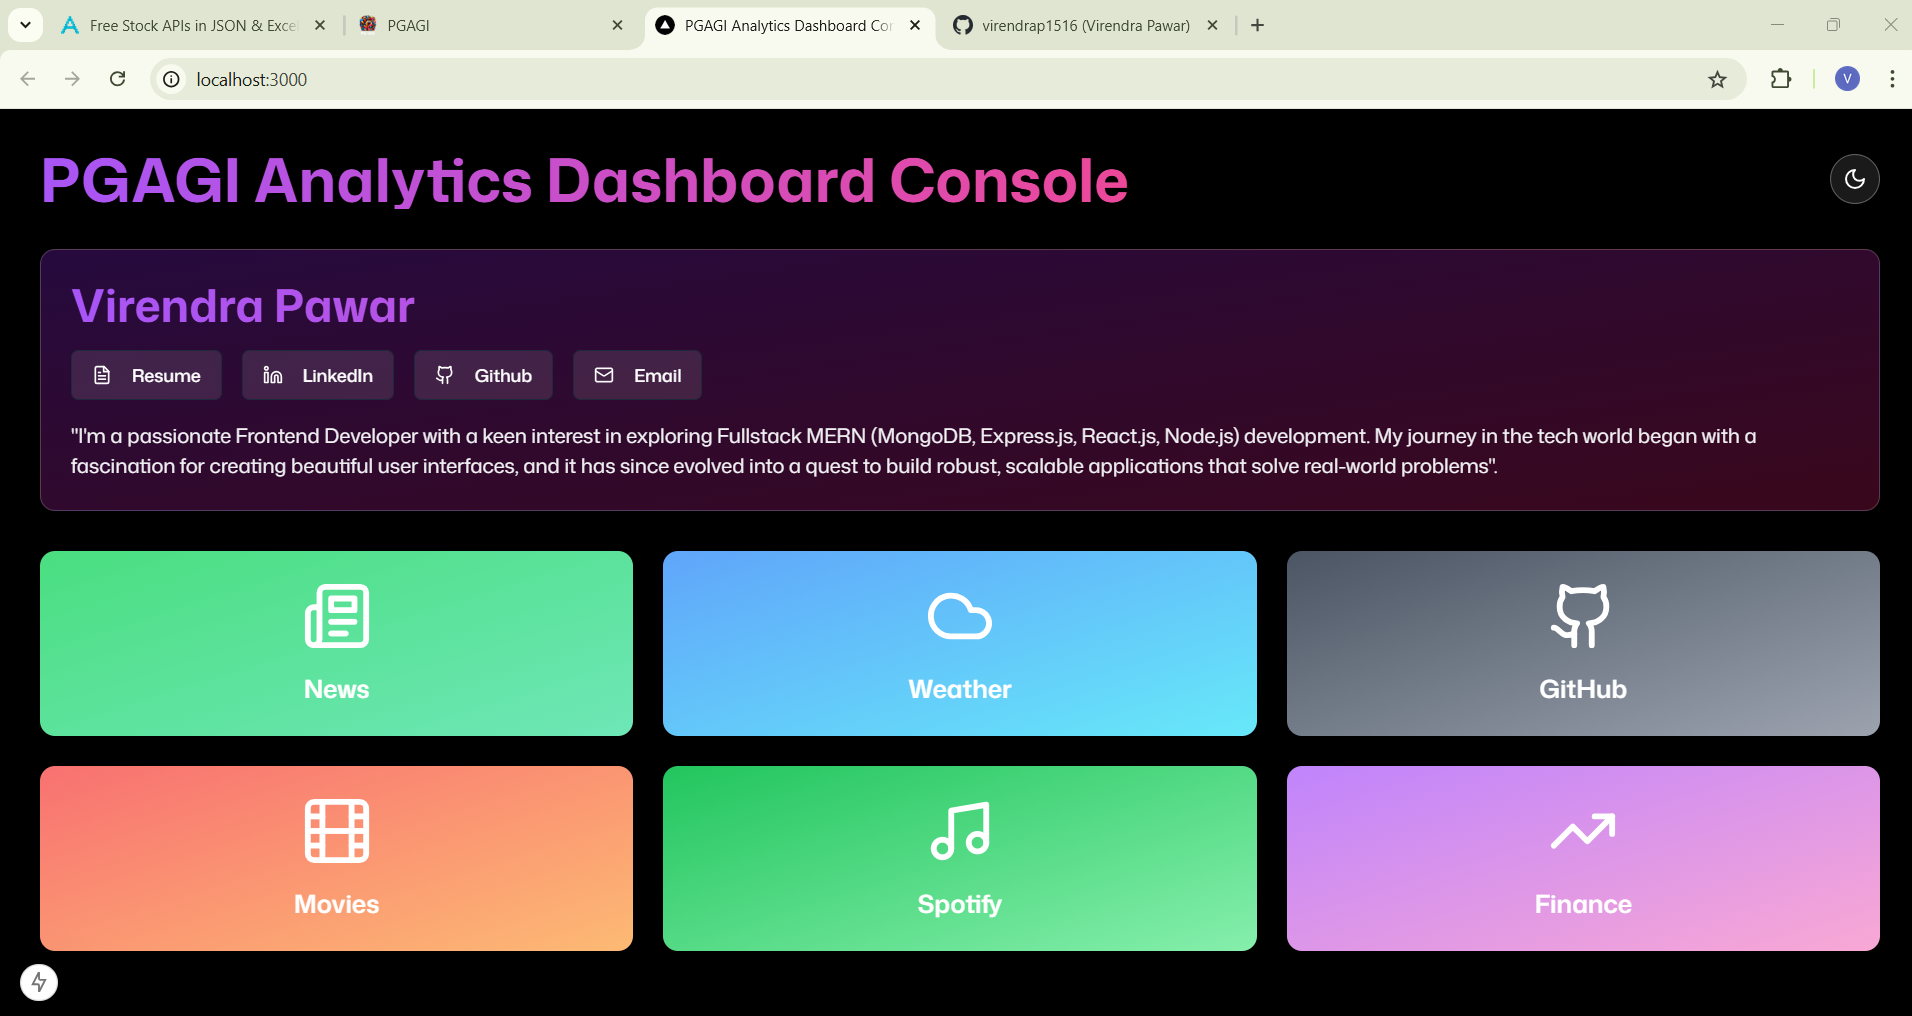 Free Stock APIs in JSON & Exce
PGAGI
PGAGI Analytics Dashboard Con
virendrap1516 (Virendra Pawar)
localhost:3000
V
PGAGI Analytics Dashboard Console
Virendra Pawar
Resume
LinkedIn
Github
Email
"I'm a passionate Frontend Developer with a keen interest in exploring Fullstack MERN (MongoDB, Express.js, React.js, Node.js) development. My journey in the tech world began with a
fascination for creating beautiful user interfaces, and it has since evolved into a quest to build robust, scalable applications that solve real-world problems".
News
Weather
GitHub
Movies
Spotify
Finance